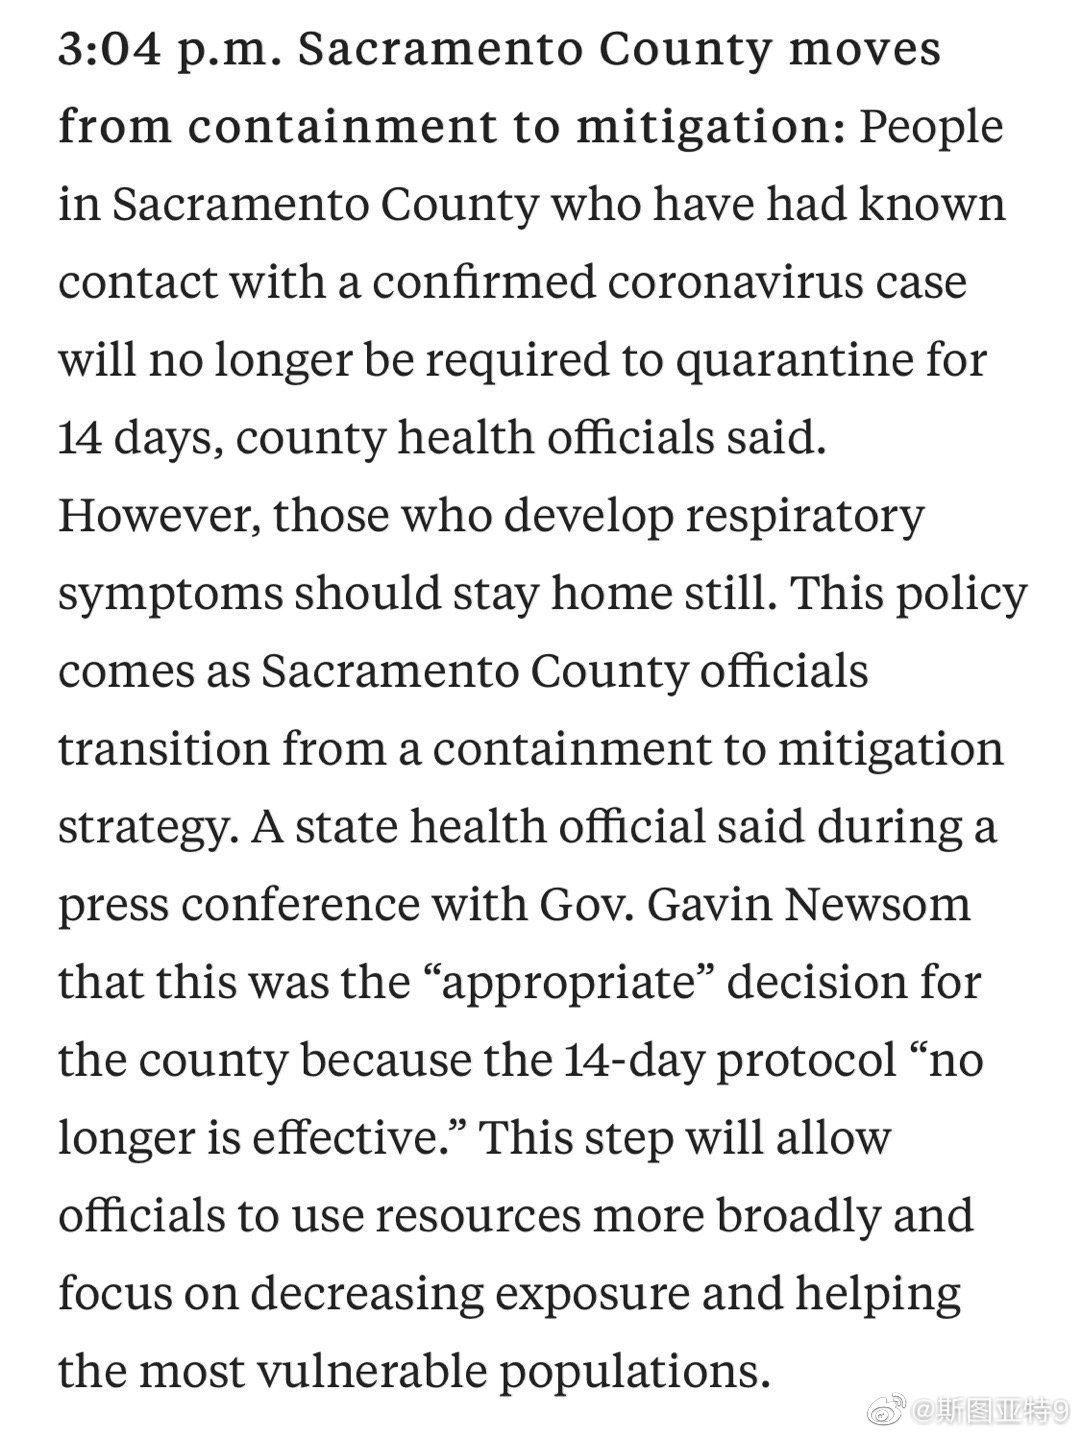 3:04 p.m. Sacramento County moves
from containment to mitigation: People
in Sacramento County who have had known
contact with a confirmed coronavirus case
will no longer be required to quarantine for
14 days, county health officials said.
However, those who develop respiratory
symptoms should stay home still. This policy
comes as Sacramento County officials
transition from a containment to mitigation
strategy. A state health official said during a
press conference with Gov. Gavin Newsom
that this was the “appropriate” decision for
the county because the 14-day protocol “no
longer is effective.” This step will allow
officials to use resources more broadly and
focus on decreasing exposure and helping
the most vulnerable populations.
@斯图亚特9